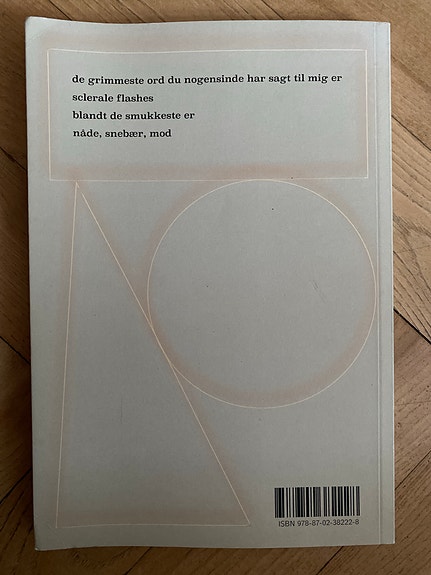 de grimmeste ord du nogensinde har sagt til mig er
sclerale flashes
blandt de smukkeste er
nåde, snebær, mod
ISBN 978-87-02-38222-8